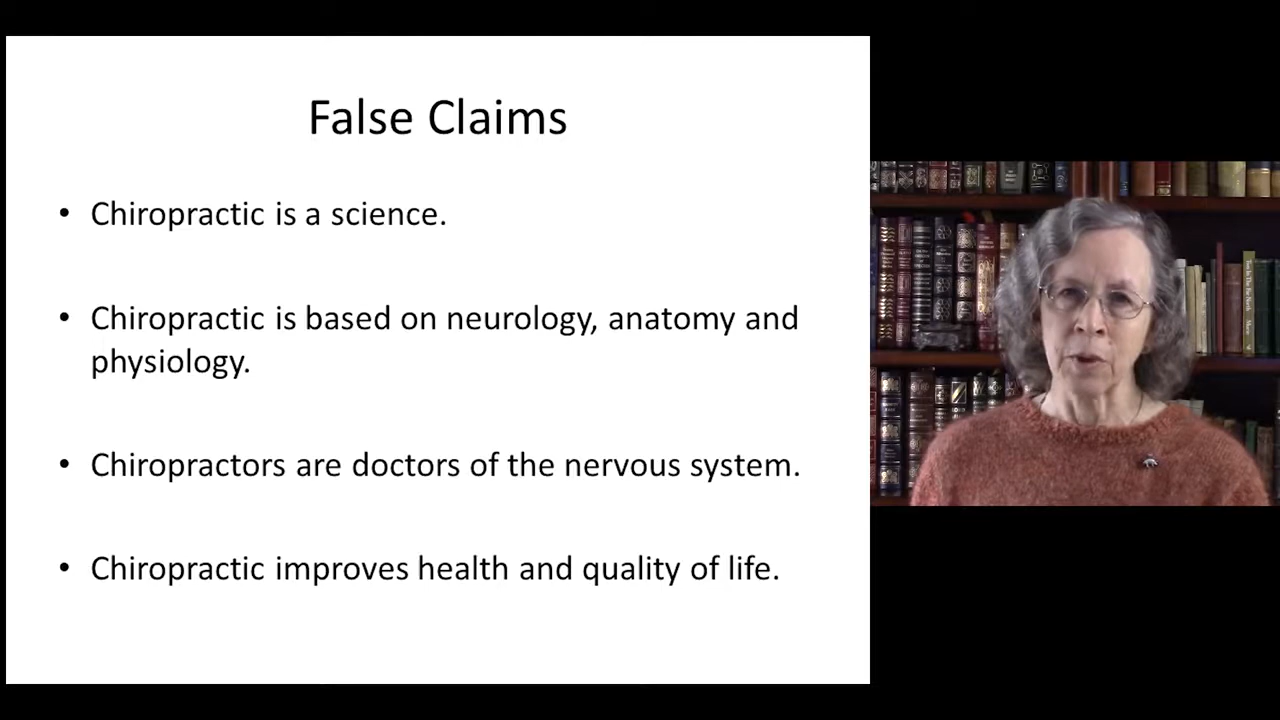 False Claims
• Chiropractic is a science.
• Chiropractic is based on neurology, anatomy and
physiology.
• Chiropractors are doctors of the nervous system.
• Chiropractic improves health and quality of life.